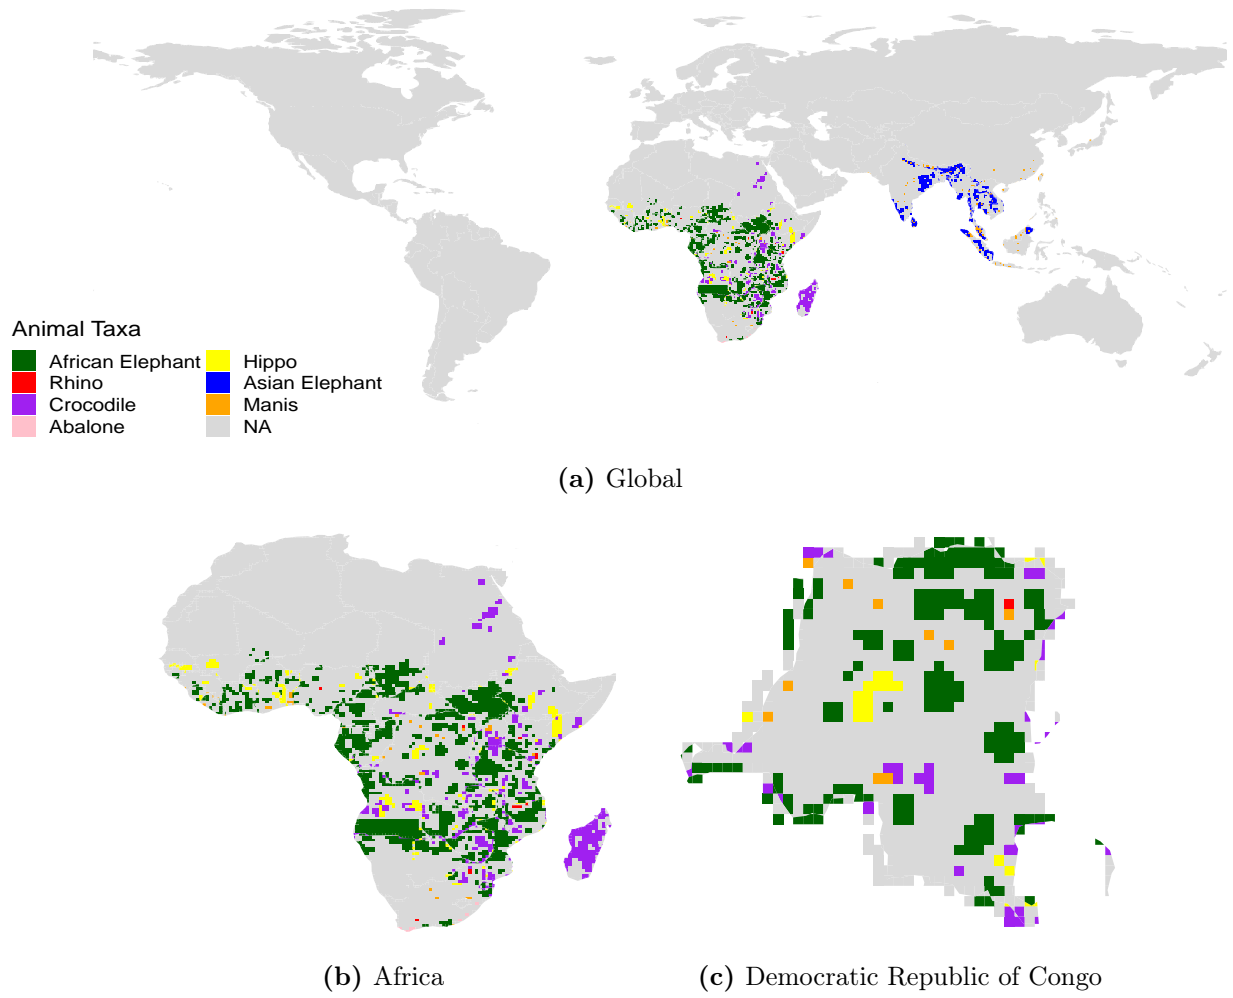 Animal Taxa
African Elephant Hippo
Rhino Asian Elephant
Crocodile Manis
Abalone NA
(a) Global
(b) Africa (c) Democratic Republic of Congo